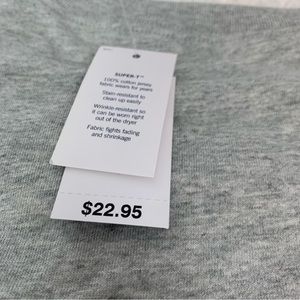 SUPER-T™
100% cotton jersey
fabric wears for years
Stain-resistant to
clean up easily
Wrinkle-resistant so
it can be worn right
out of the dryer
Fabric fights fading
and shrinkage
$22.95